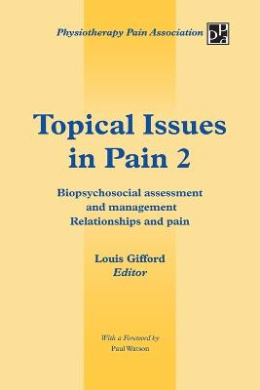 Physiotherapy Pain Association
ppa
Topical Issues
in Pain 2
Biopsychosocial assessment
and management
Relationships and pain
Louis Gifford
Editor
With a Foreword by
Paul Watson